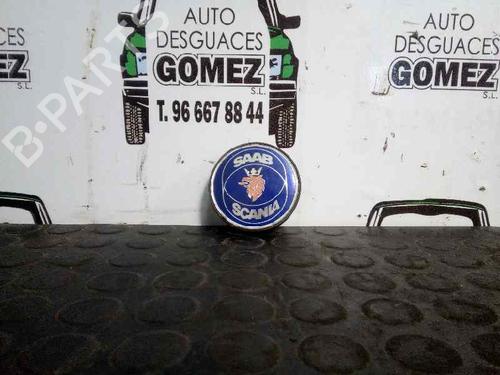 AUTO
DESGUACES
GOMEZ
S.L.
T. 96 667 88 44
AUTO
DESGUACES
GOMEZ
S.L.
B-PARTS
SAAB
SCANIA